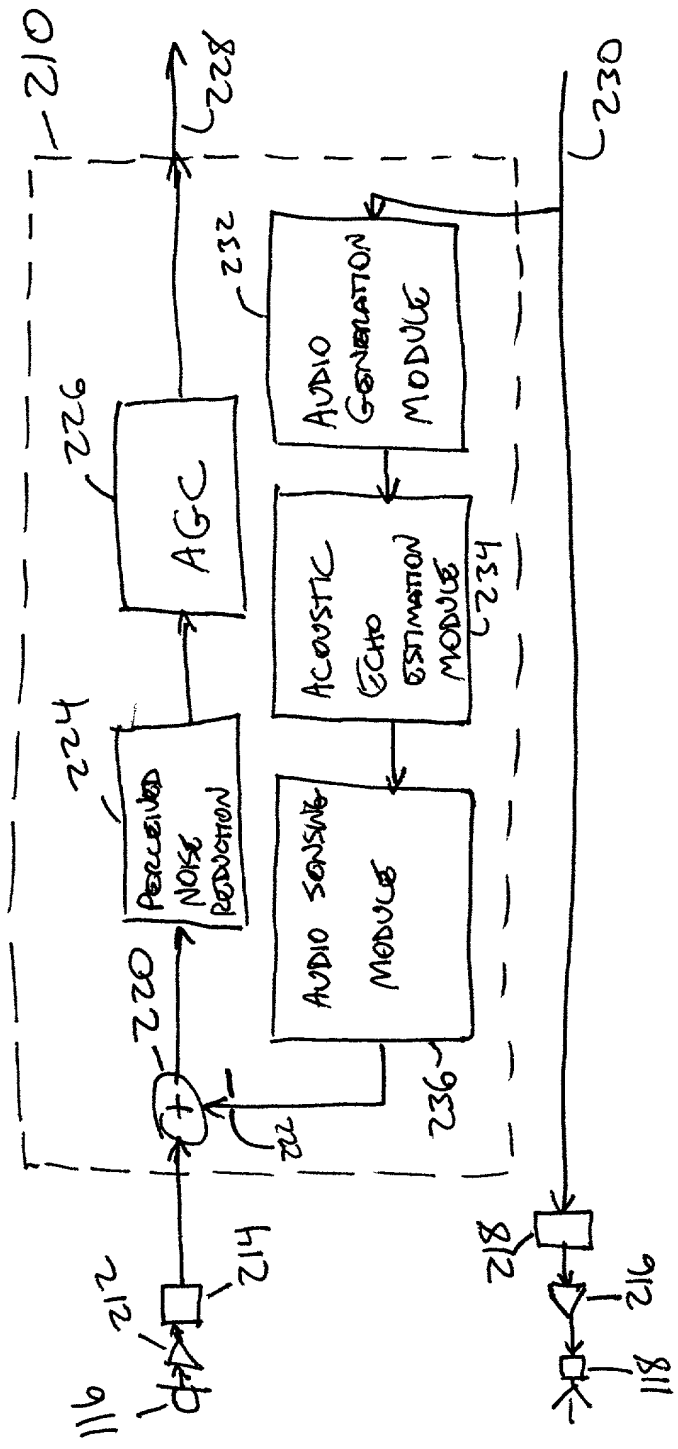 210
228
226
AGC
224
PERCEIVED
NOISE
REDUCTION
220
+
−
222
116
212
214
232
AUDIO
GENERATION
MODULE
ACOUSTIC
ECHO
ESTIMATION
MODULE
234
AUDIO SENSING
MODULE
236
230
218
216
118